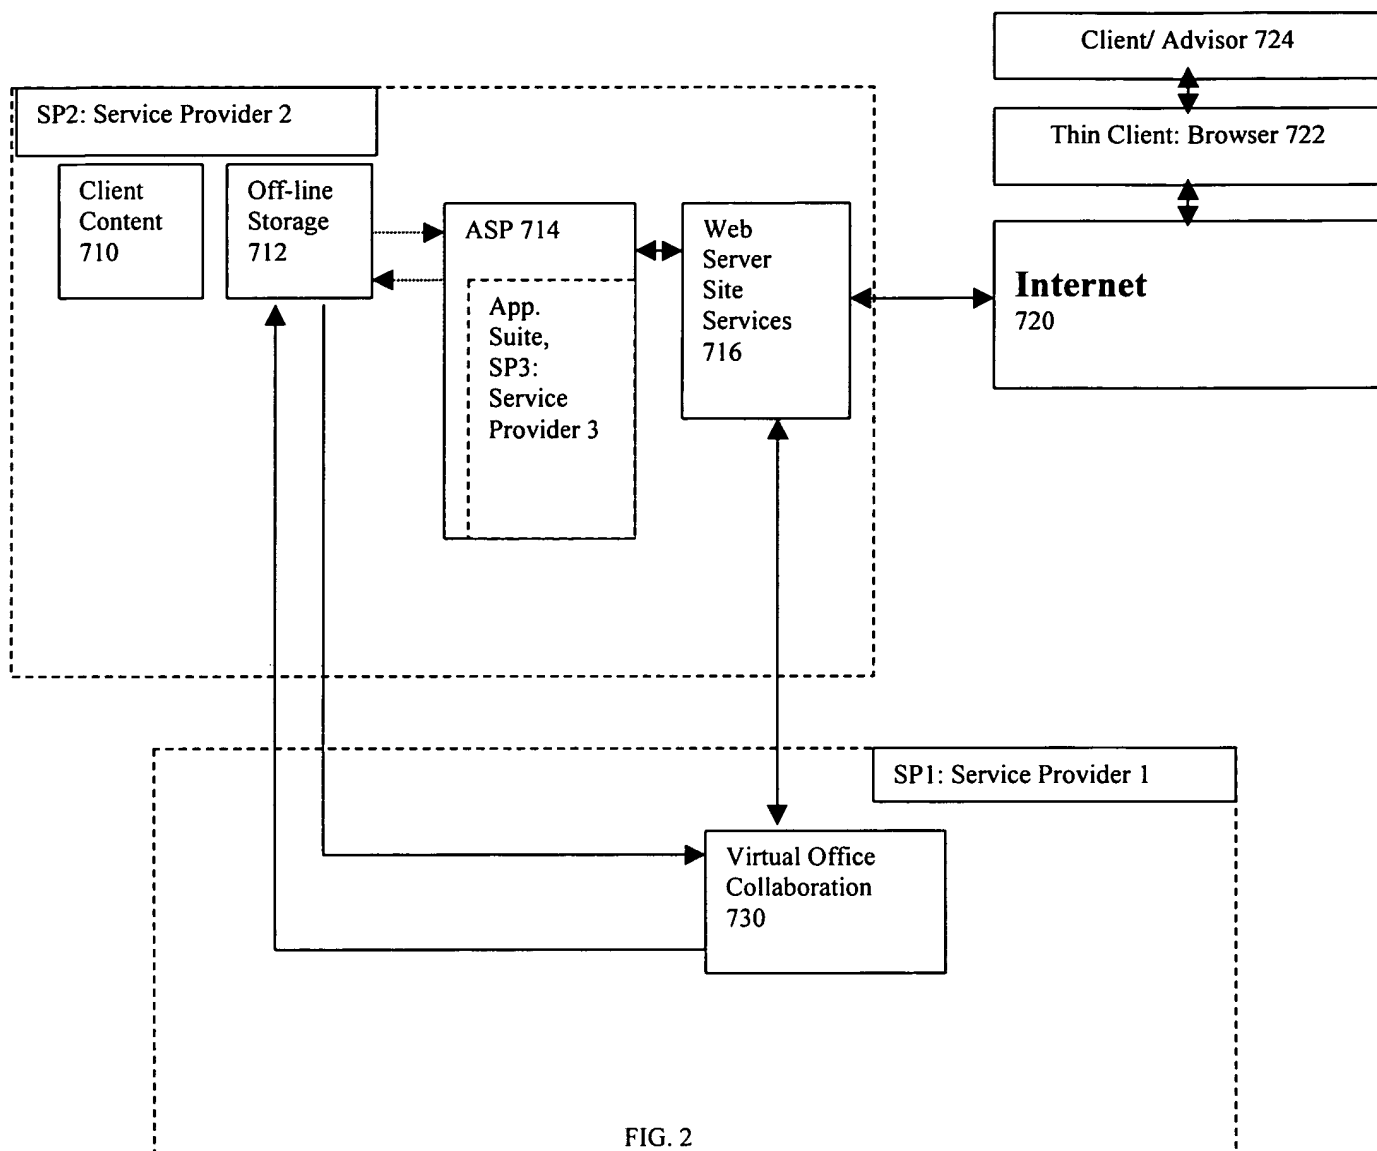 Client/ Advisor 724
SP2: Service Provider 2
Thin Client: Browser 722
Client
Content
710
Off-line
Storage
712
ASP 714
App.
Suite,
SP3:
Service
Provider 3
Web
Server
Site
Services
716
Internet
720
SP1: Service Provider 1
Virtual Office
Collaboration
730
FIG. 2